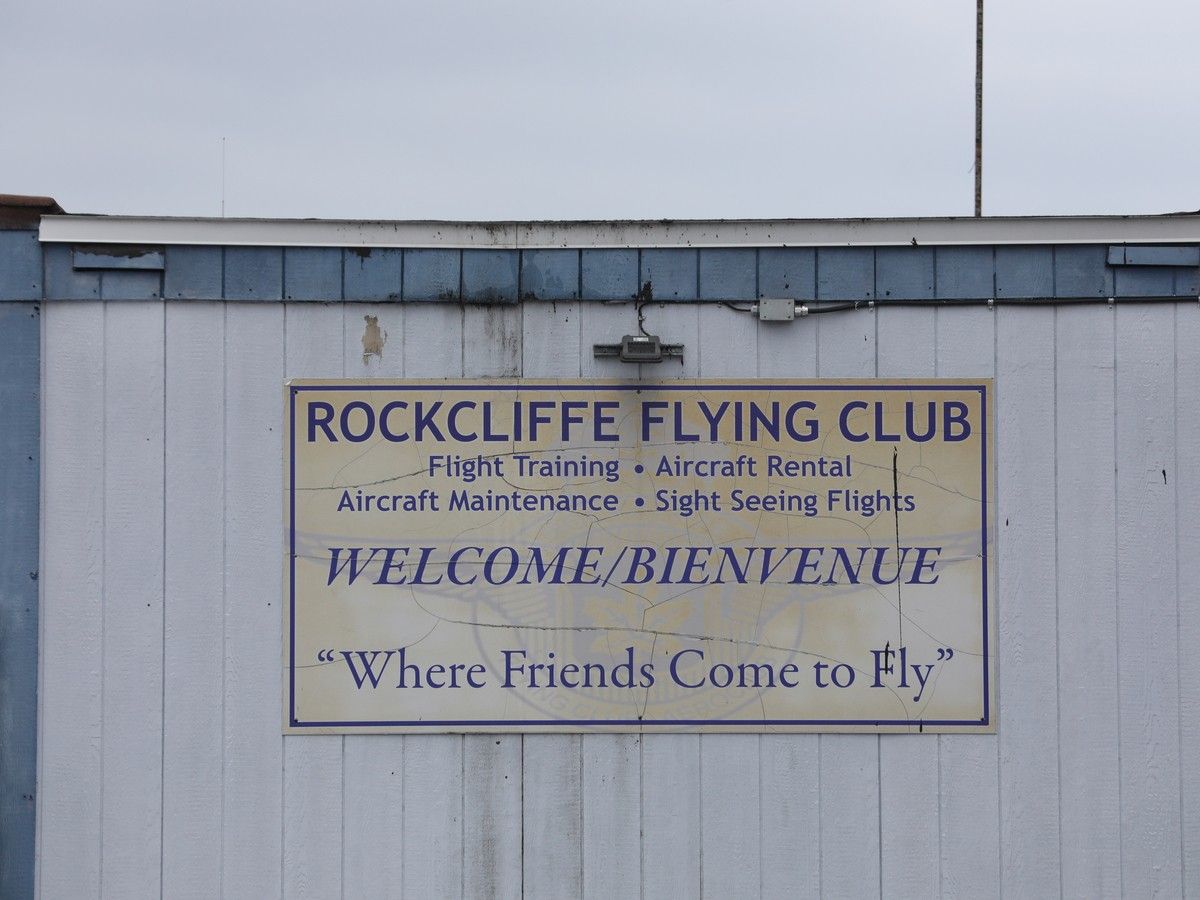 ROCKCLIFFE FLYING CLUB
Flight Training • Aircraft Rental
Aircraft Maintenance • Sight Seeing Flights
WELCOME/BIENVENUE
“Where Friends Come to Fly”